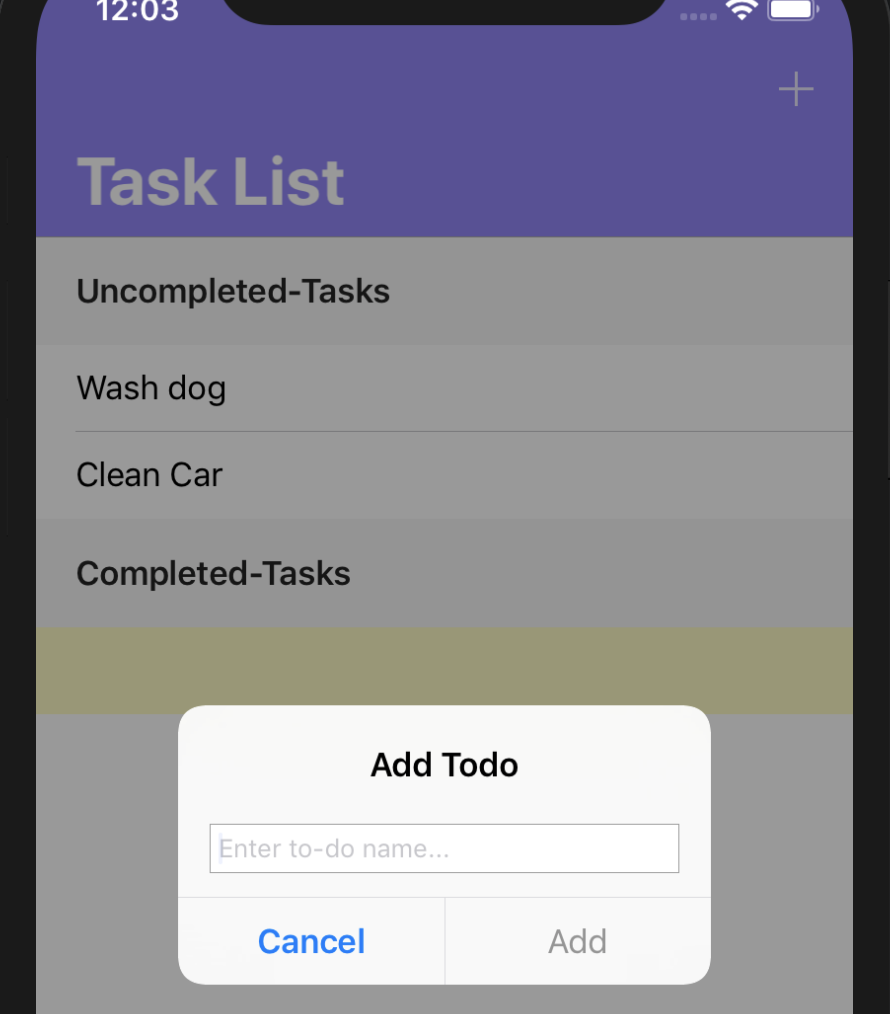 12:03
Task List
Uncompleted-Tasks
Wash dog
Clean Car
Completed-Tasks
Add Todo
Enter to-do name...
Cancel Add